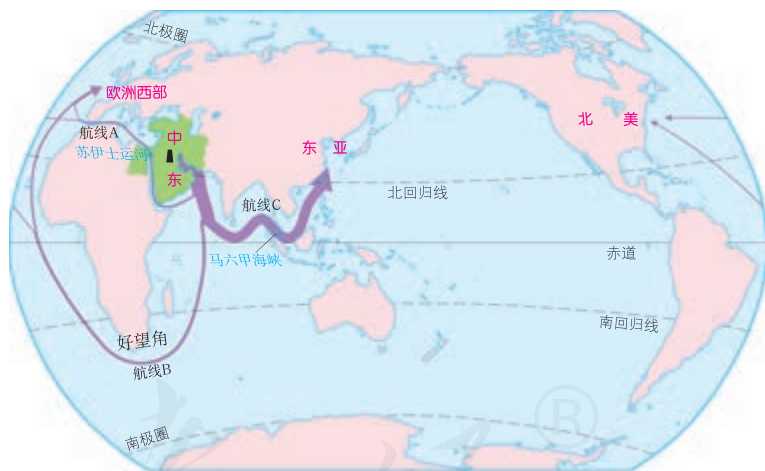 北极圈
欧洲西部
航线A
苏伊士运河
中
东
东 亚
北 美
北回归线
航线C
马六甲海峡
赤道
南回归线
好望角
航线B
南极圈
®